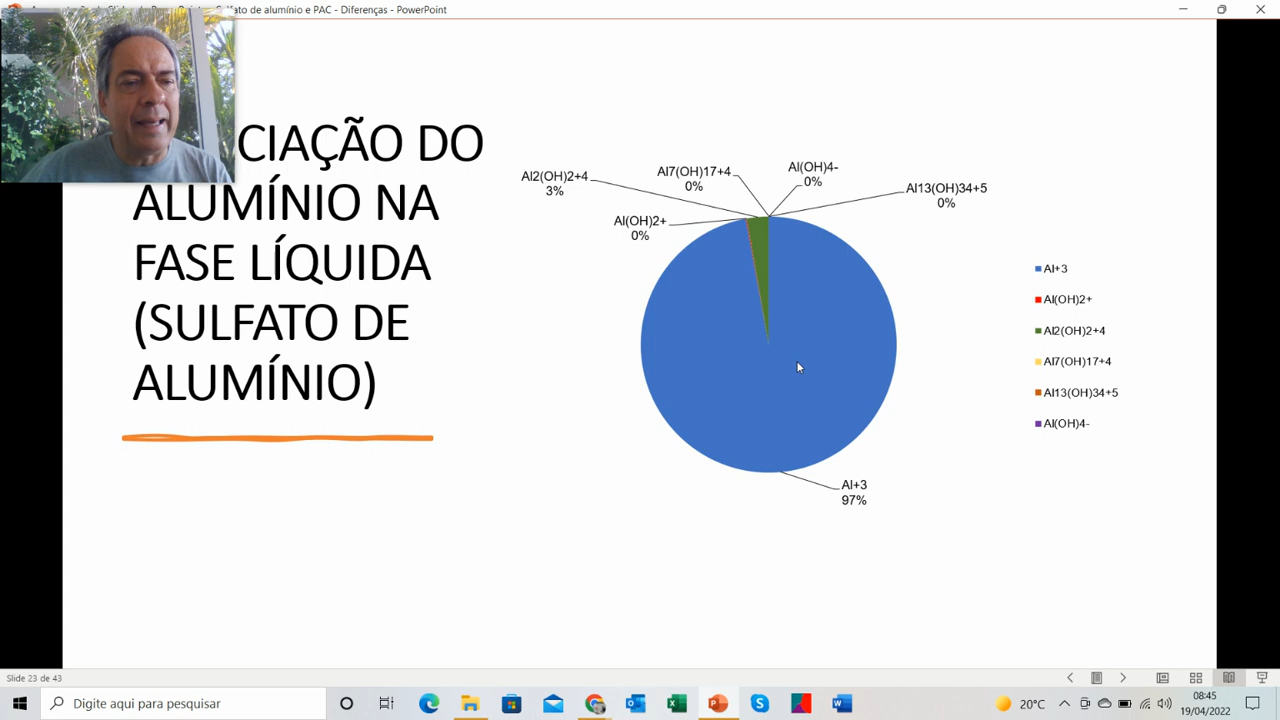 Sulfato de alumínio e PAC - Diferenças - PowerPoint
CIAÇÃO DO
ALUMÍNIO NA
FASE LÍQUIDA
(SULFATO DE
ALUMÍNIO)
Al2(OH)2+4
3%
Al7(OH)17+4
0%
Al(OH)4-
0%
Al13(OH)34+5
0%
Al(OH)2+
0%
Al+3
97%
Al+3
Al(OH)2+
Al2(OH)2+4
Al7(OH)17+4
Al13(OH)34+5
Al(OH)4-
Slide 23 de 43
Digite aqui para pesquisar
20°C
08:45
19/04/2022